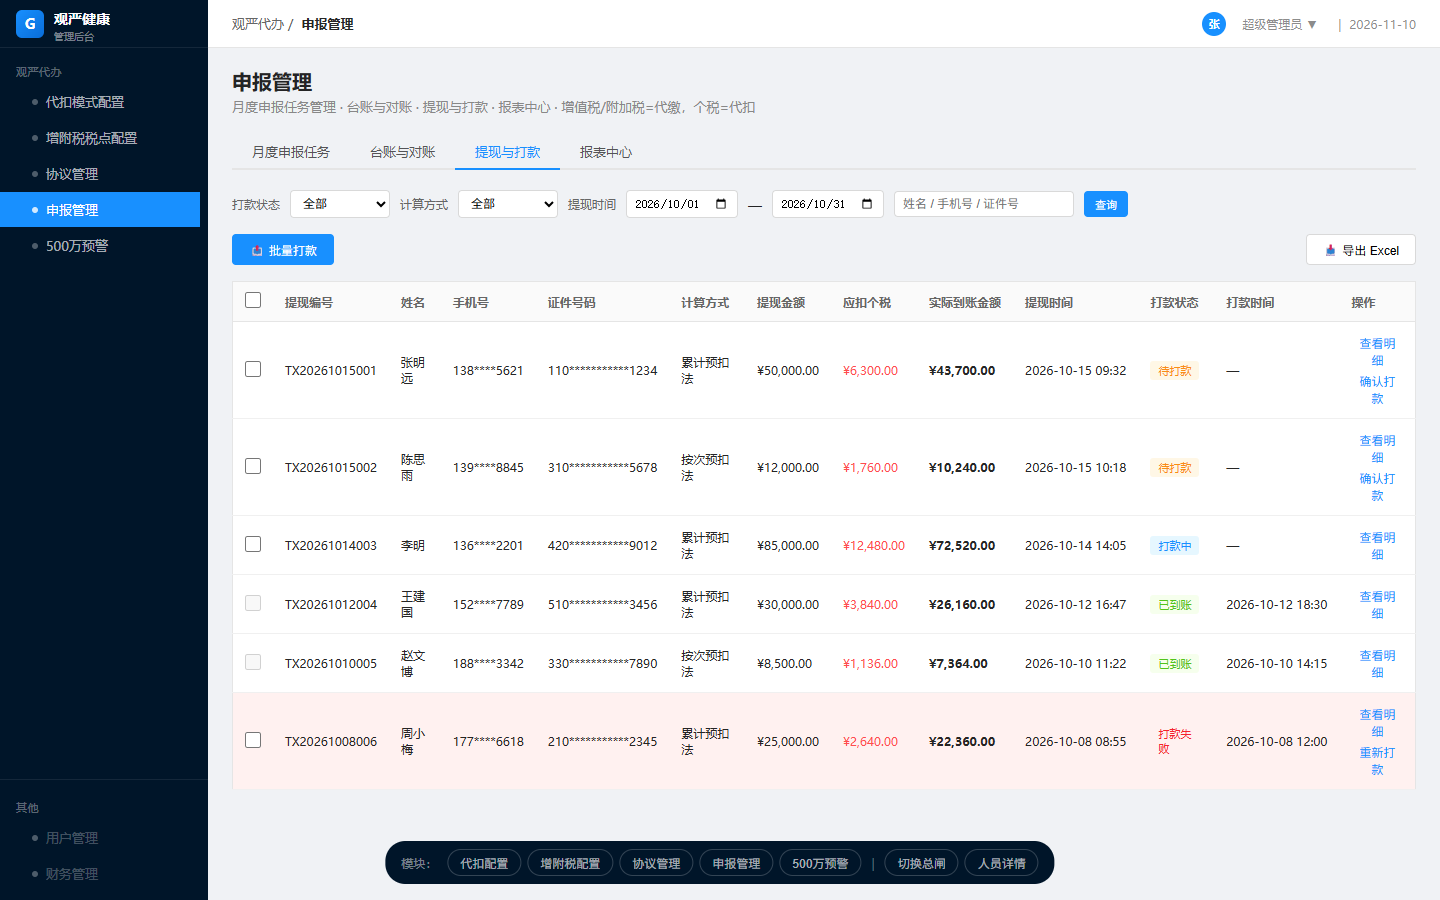 G 观严健康
管理后台
观严代办
代扣模式配置
增附税税点配置
协议管理
申报管理
500万预警
其他
用户管理
财务管理
观严代办 / 申报管理
张 超级管理员 ▼ | 2026-11-10
申报管理
月度申报任务管理 · 台账与对账 · 提现与打款 · 报表中心 · 增值税/附加税=代缴，个税=代扣
月度申报任务 台账与对账 提现与打款 报表中心
打款状态 全部 计算方式 全部 提现时间 2026/10/01 — 2026/10/31 姓名 / 手机号 / 证件号 查询
批量打款 导出 Excel
提现编号 姓名 手机号 证件号码 计算方式 提现金额 应扣个税 实际到账金额 提现时间 打款状态 打款时间 操作
TX20261015001 张明远 138****5621 110***********1234 累计预扣法 ¥50,000.00 ¥6,300.00 ¥43,700.00 2026-10-15 09:32 待打款 — 查看明细 确认打款
TX20261015002 陈思雨 139****8845 310***********5678 按次预扣法 ¥12,000.00 ¥1,760.00 ¥10,240.00 2026-10-15 10:18 待打款 — 查看明细 确认打款
TX20261014003 李明 136****2201 420***********9012 累计预扣法 ¥85,000.00 ¥12,480.00 ¥72,520.00 2026-10-14 14:05 打款中 — 查看明细
TX20261012004 王建国 152****7789 510***********3456 累计预扣法 ¥30,000.00 ¥3,840.00 ¥26,160.00 2026-10-12 16:47 已到账 2026-10-12 18:30 查看明细
TX20261010005 赵文博 188****3342 330***********7890 按次预扣法 ¥8,500.00 ¥1,136.00 ¥7,364.00 2026-10-10 11:22 已到账 2026-10-10 14:15 查看明细
TX20261008006 周小梅 177****6618 210***********2345 累计预扣法 ¥25,000.00 ¥2,640.00 ¥22,360.00 2026-10-08 08:55 打款失败 2026-10-08 12:00 查看明细 重新打款
模块： 代扣配置 增附税配置 协议管理 申报管理 500万预警 | 切换总闸 人员详情